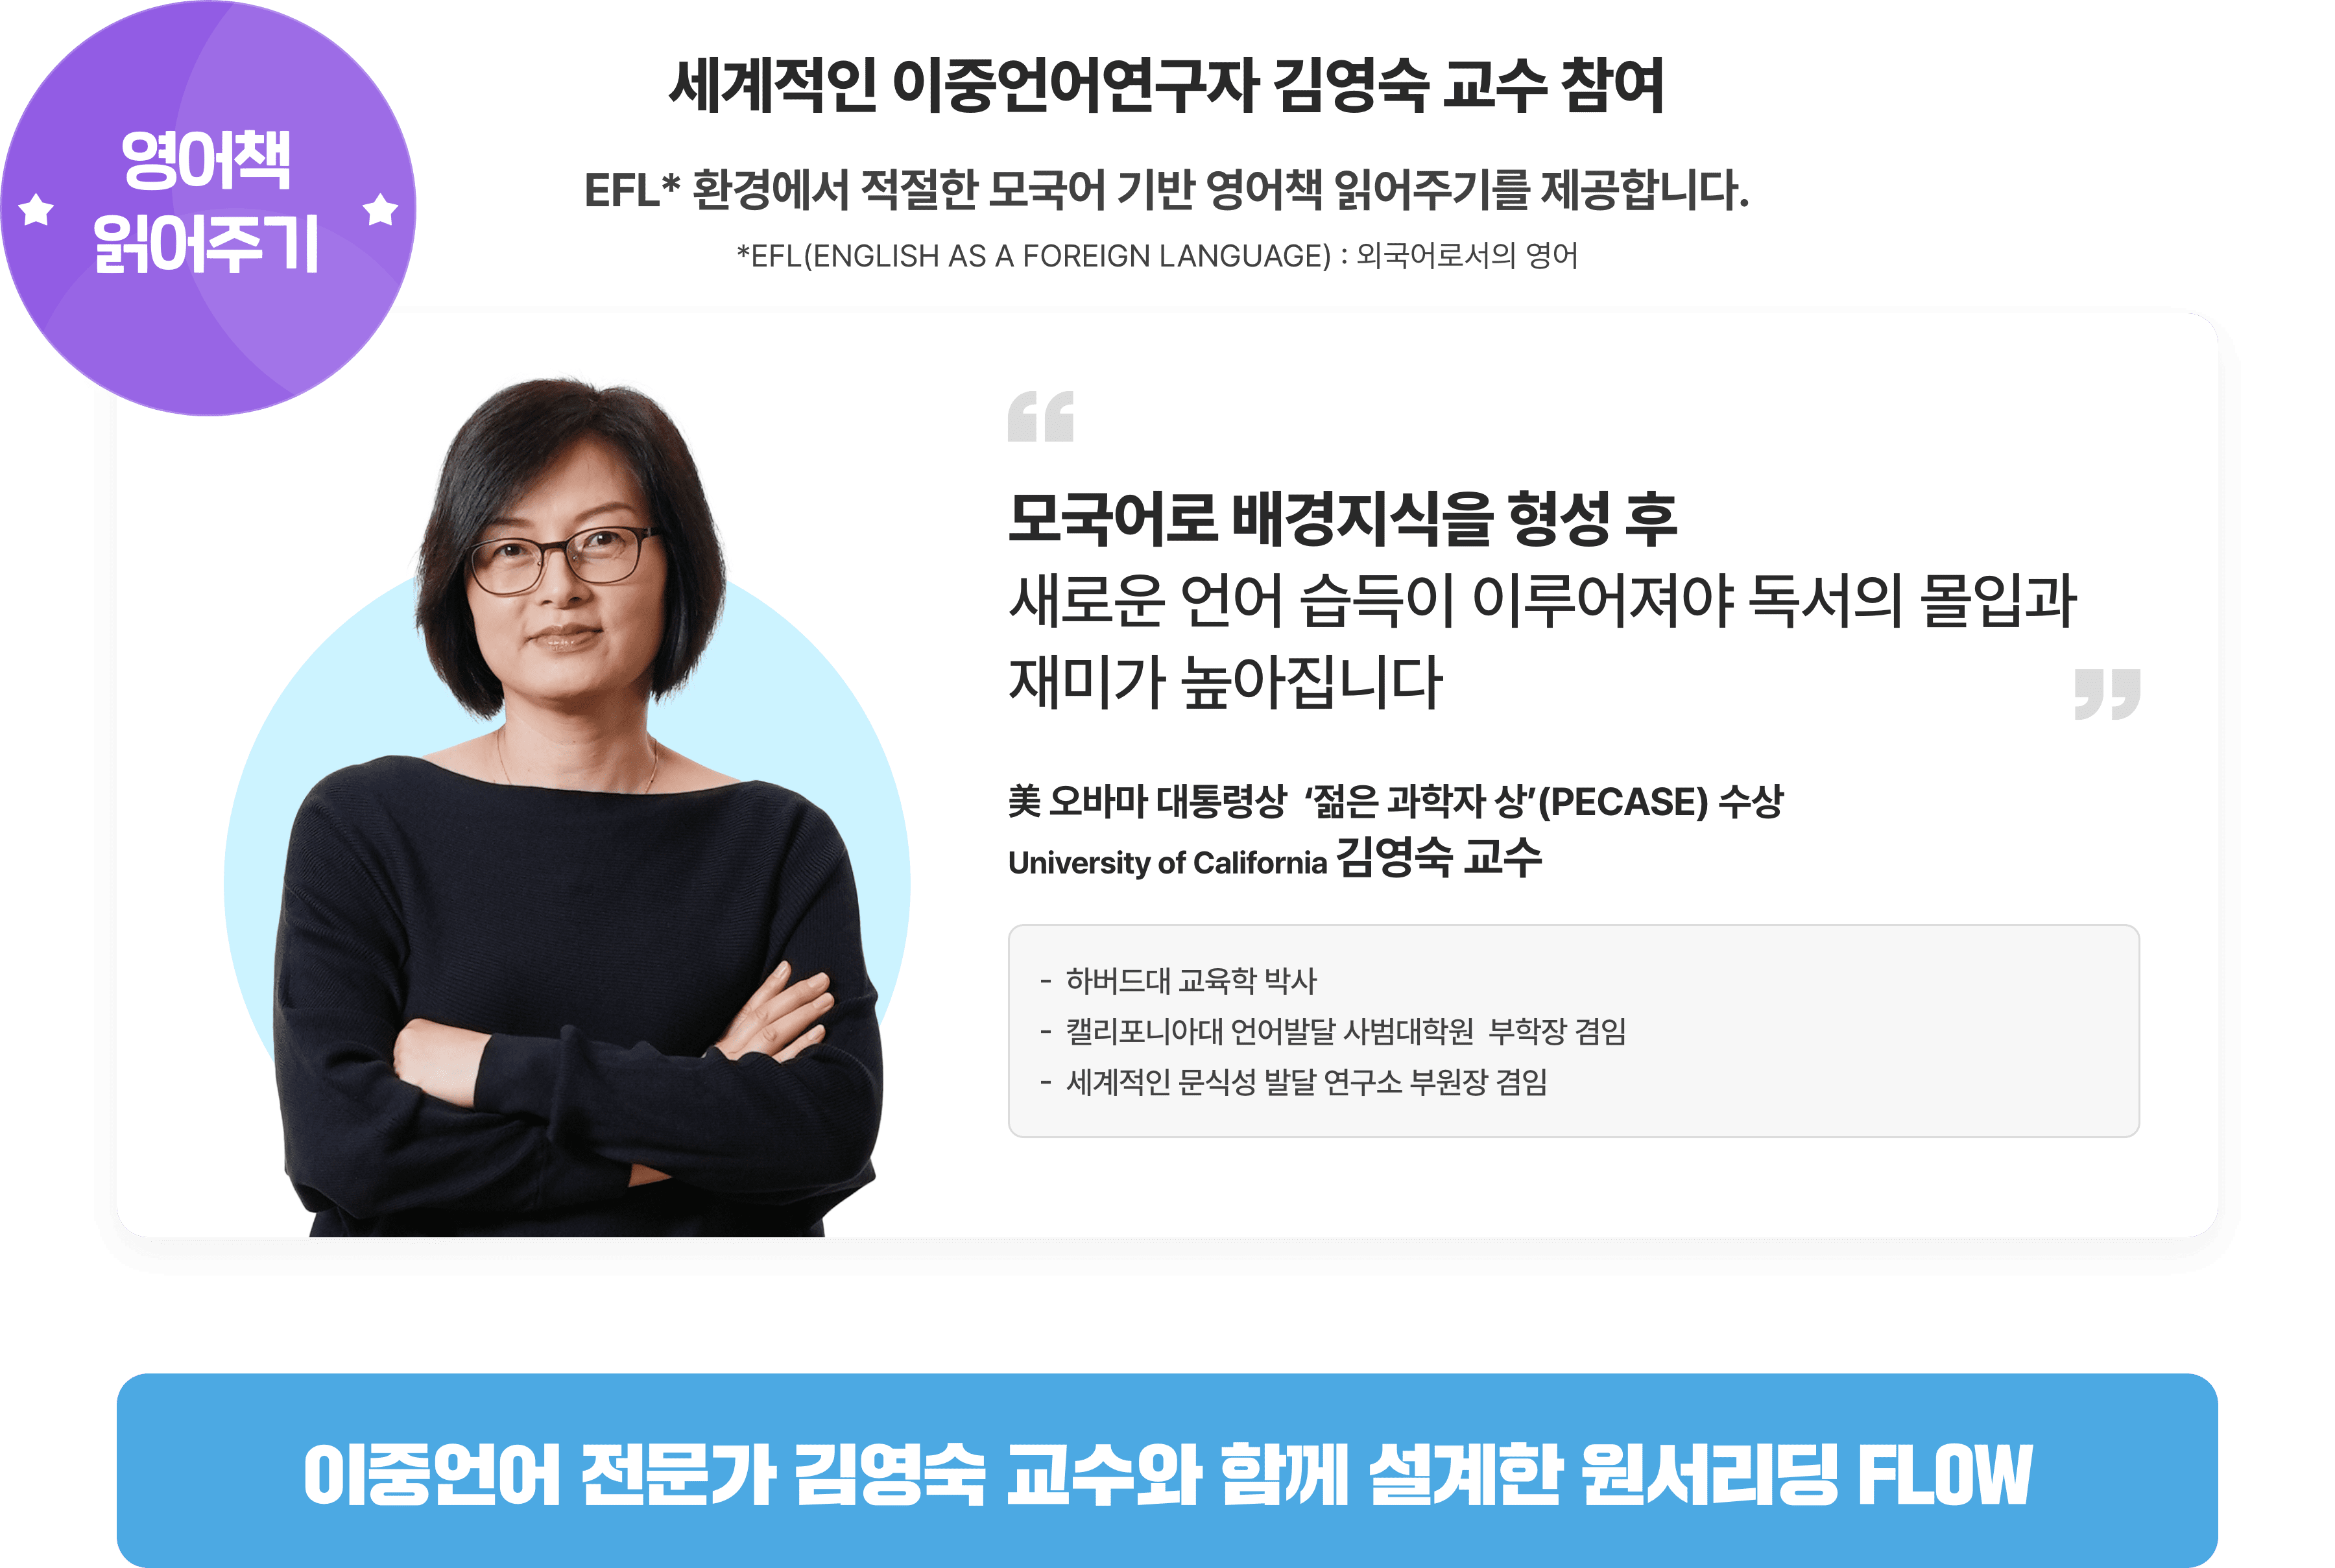 영어책
읽어주기
세계적인 이중언어연구자 김영숙 교수 참여
EFL* 환경에서 적절한 모국어 기반 영어책 읽어주기를 제공합니다.
*EFL(ENGLISH AS A FOREIGN LANGUAGE) : 외국어로서의 영어
“
모국어로 배경지식을 형성 후
새로운 언어 습득이 이루어져야 독서의 몰입과
재미가 높아집니다
”
美 오바마 대통령상 ‘젊은 과학자 상’(PECASE) 수상
University of California 김영숙 교수
- 하버드대 교육학 박사
- 캘리포니아대 언어발달 사범대학원 부학장 겸임
- 세계적인 문식성 발달 연구소 부원장 겸임
이중언어 전문가 김영숙 교수와 함께 설계한 원서리딩 FLOW